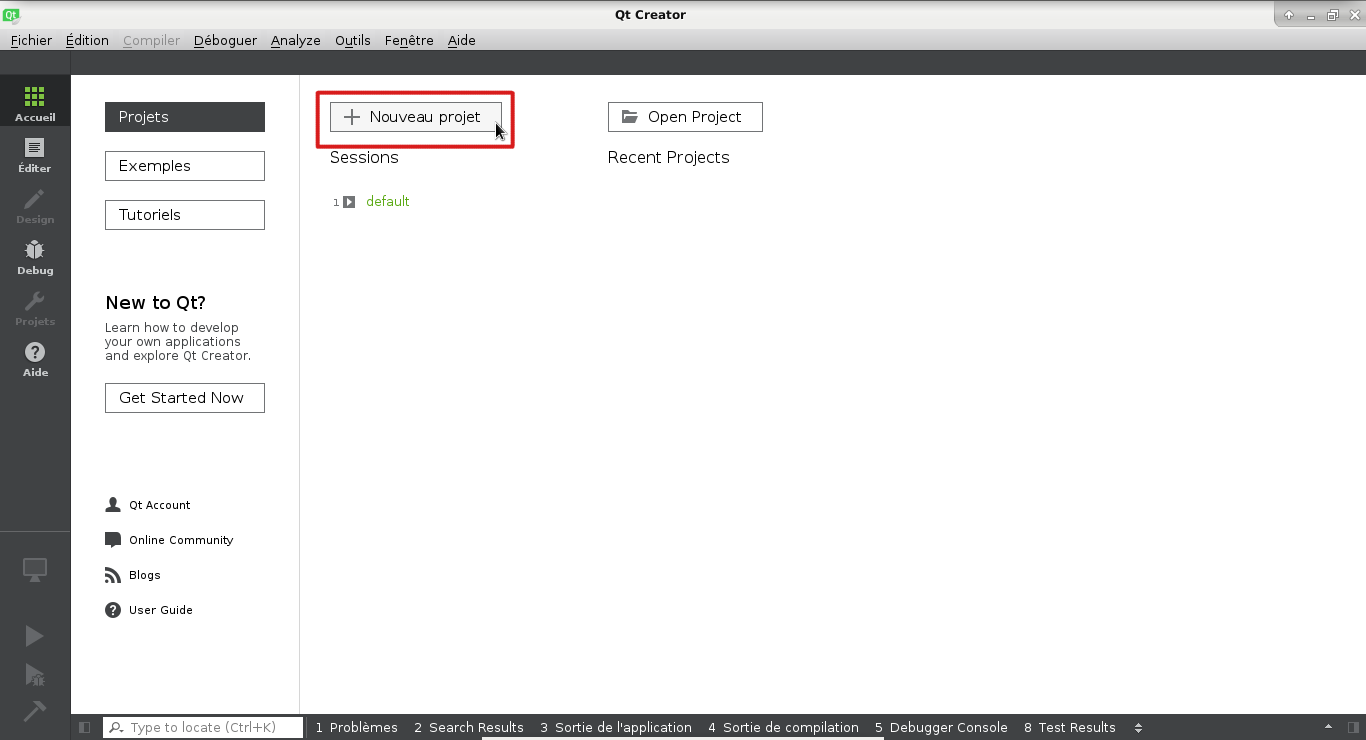 Qt Qt Creator
Fichier Édition Compiler Déboguer Analyze Outils Fenêtre Aide
Accueil
Éditer
Design
Debug
Projets
Aide
Projets
Exemples
Tutoriels
New to Qt?
Learn how to develop
your own applications
and explore Qt Creator.
Get Started Now
Qt Account
Online Community
Blogs
User Guide
Nouveau projet
Sessions
1 default
Open Project
Recent Projects
Type to locate (Ctrl+K) 1 Problèmes 2 Search Results 3 Sortie de l'application 4 Sortie de compilation 5 Debugger Console 8 Test Results